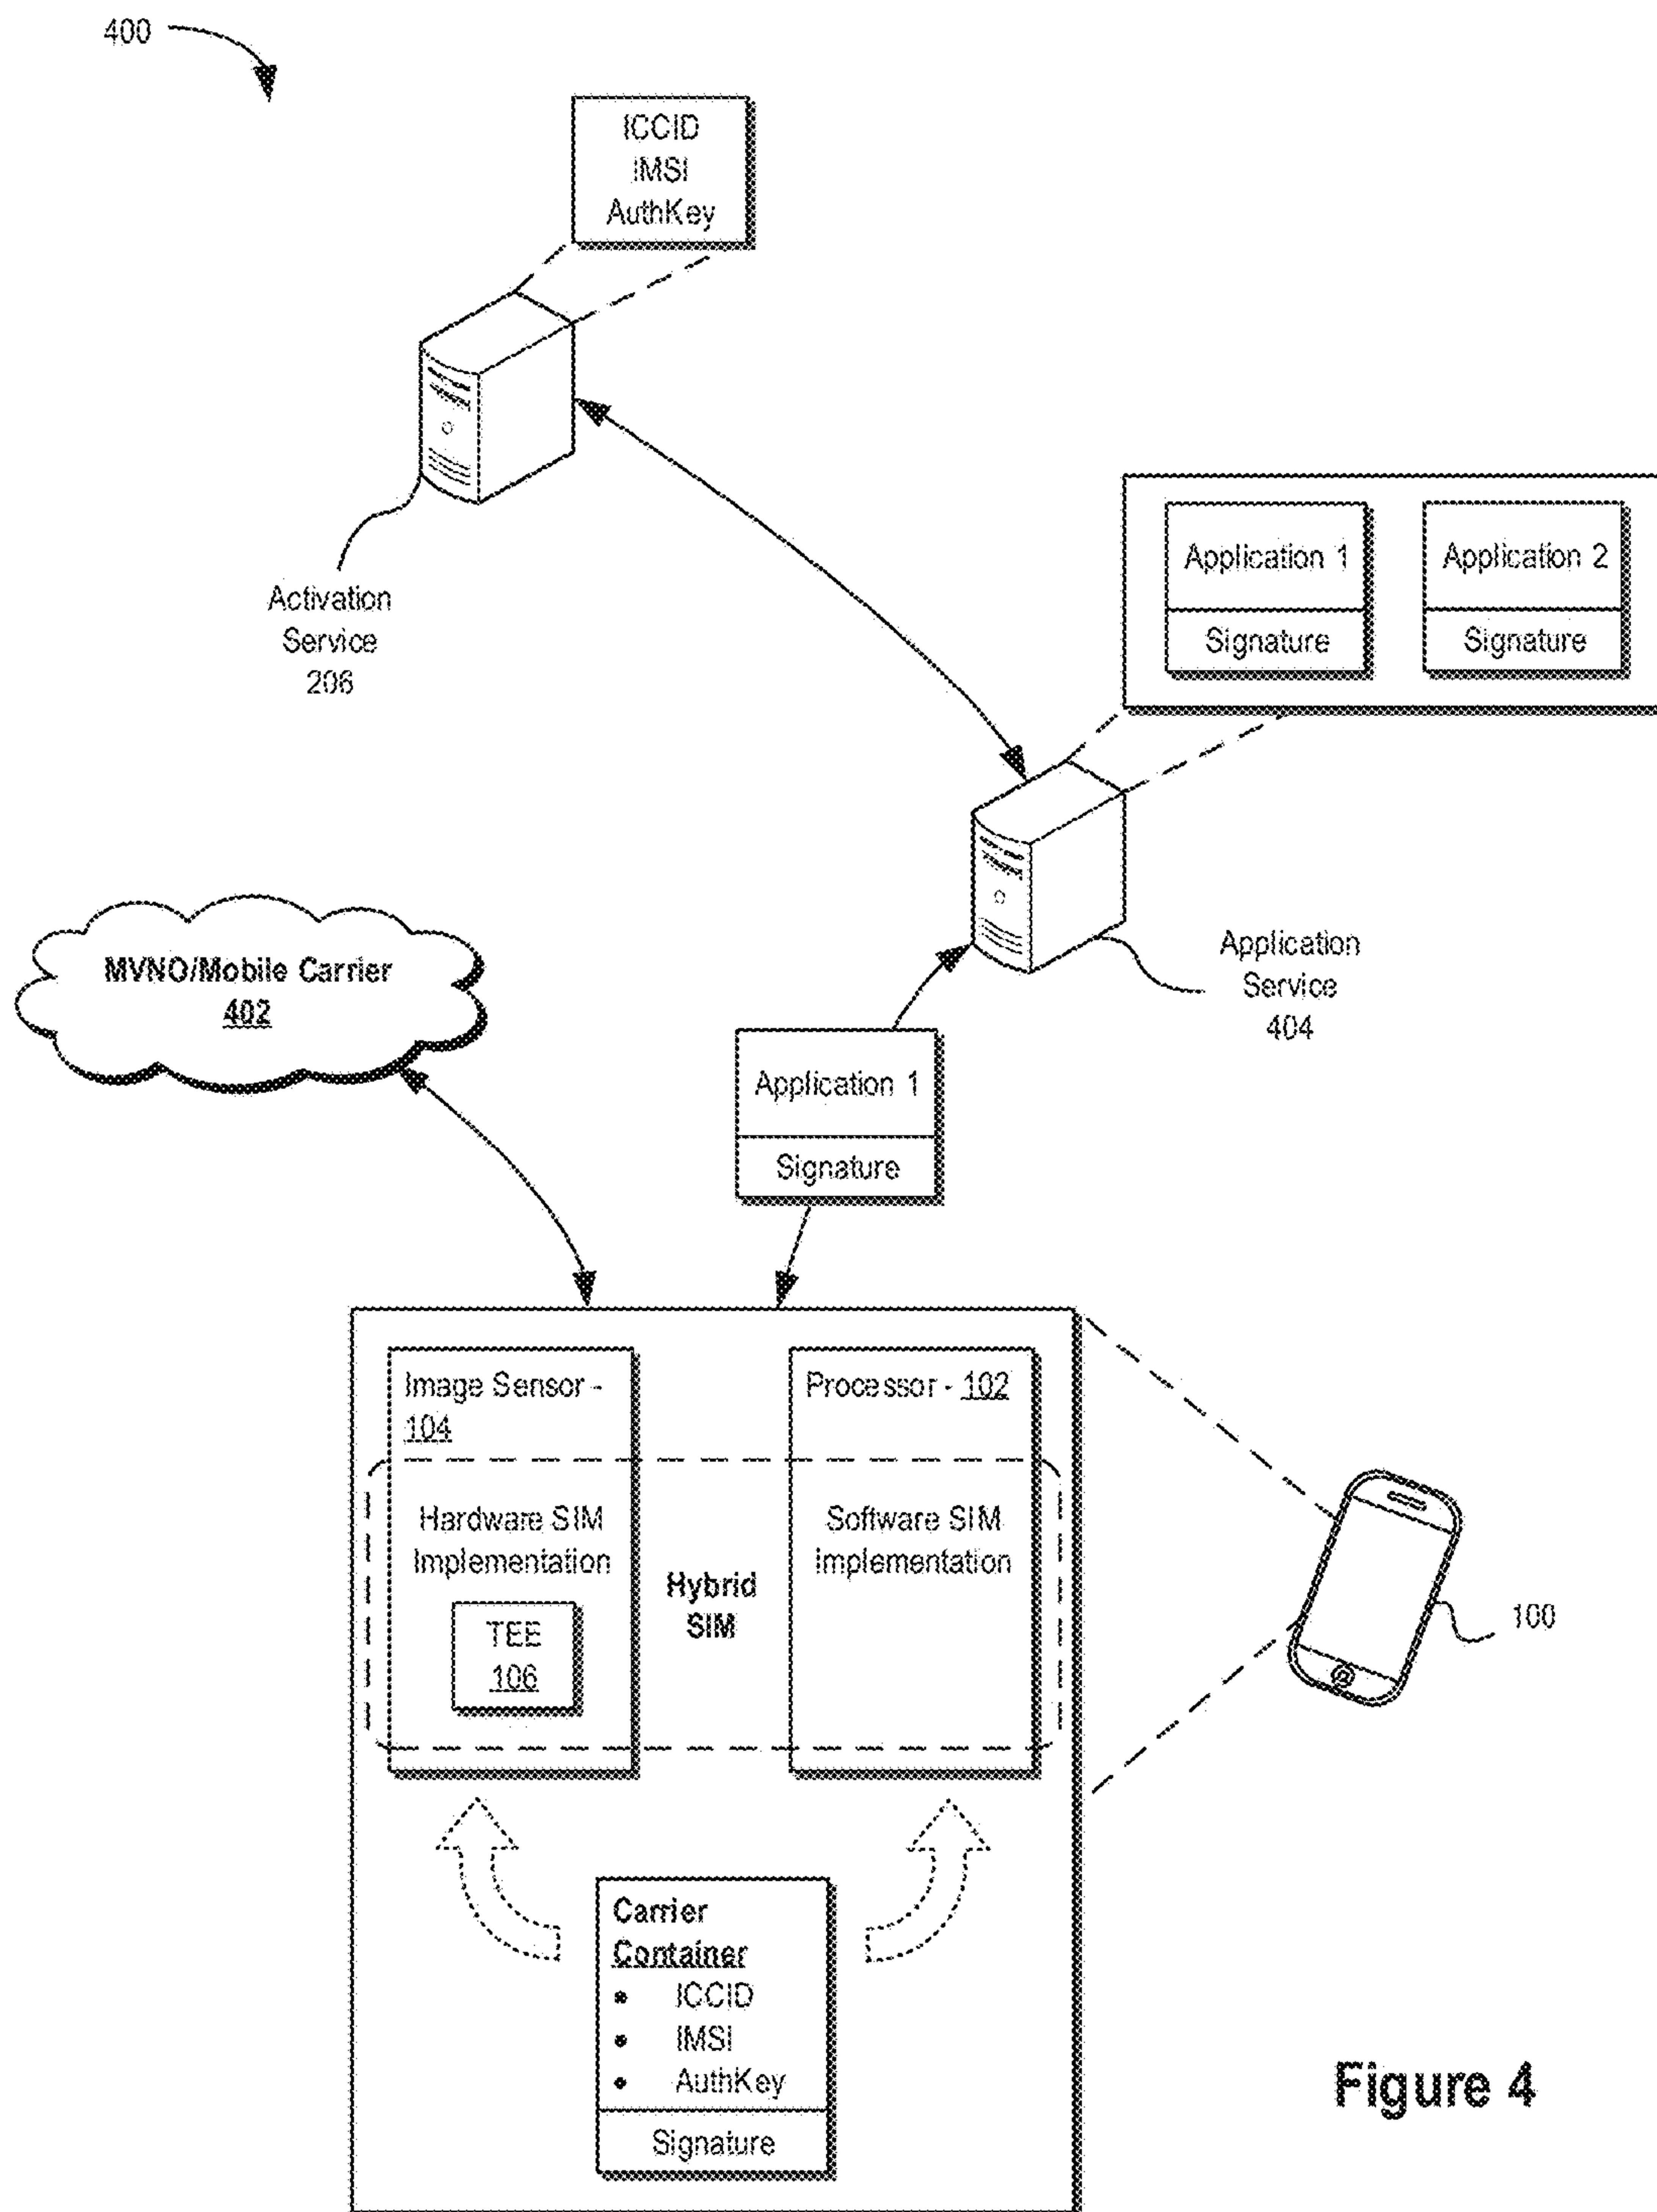 400
ICCID
IMSI
AuthKey
Activation
Service
206
Application 1
Signature
Application 2
Signature
Application
Service
404
MVNO/Mobile Carrier
402
Application 1
Signature
Image Sensor -
104
Processor - 102
Hardware SIM
Implementation
TEE
106
Hybrid
SIM
Software SIM
Implementation
100
Carrier
Container
• ICCID
• IMSI
• AuthKey
Signature
Figure 4